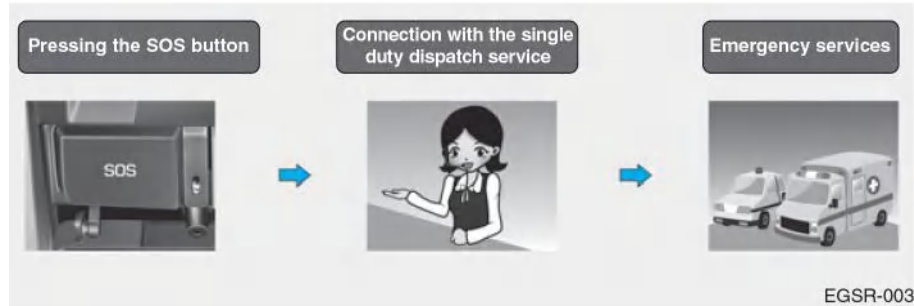 Pressing the SOS button
Connection with the single
duty dispatch service
Emergency services
SOS
EGSR-003